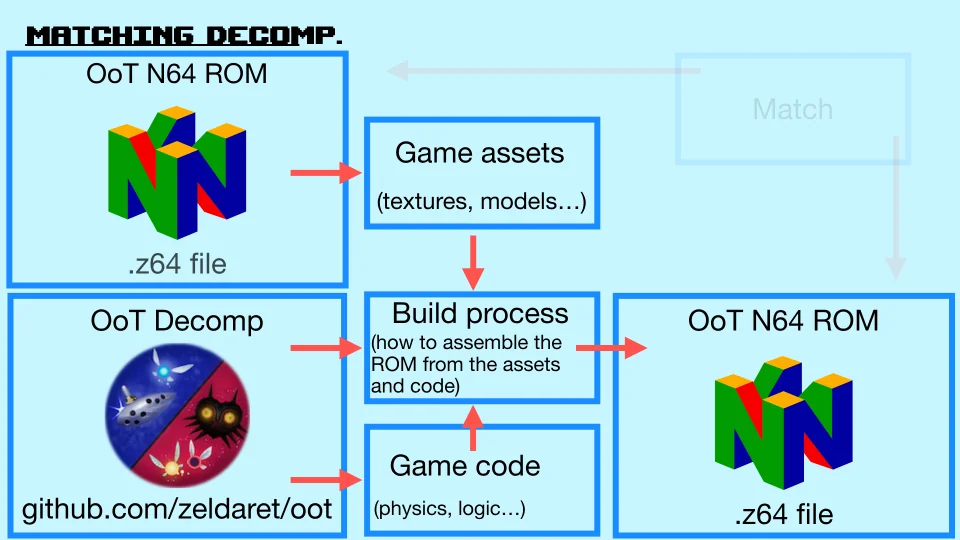 MATCHING DECOMP.
OoT N64 ROM
.z64 file
Game assets
(textures, models…)
Match
OoT Decomp
github.com/zeldaret/oot
Build process
(how to assemble the
ROM from the assets
and code)
Game code
(physics, logic…)
OoT N64 ROM
.z64 file